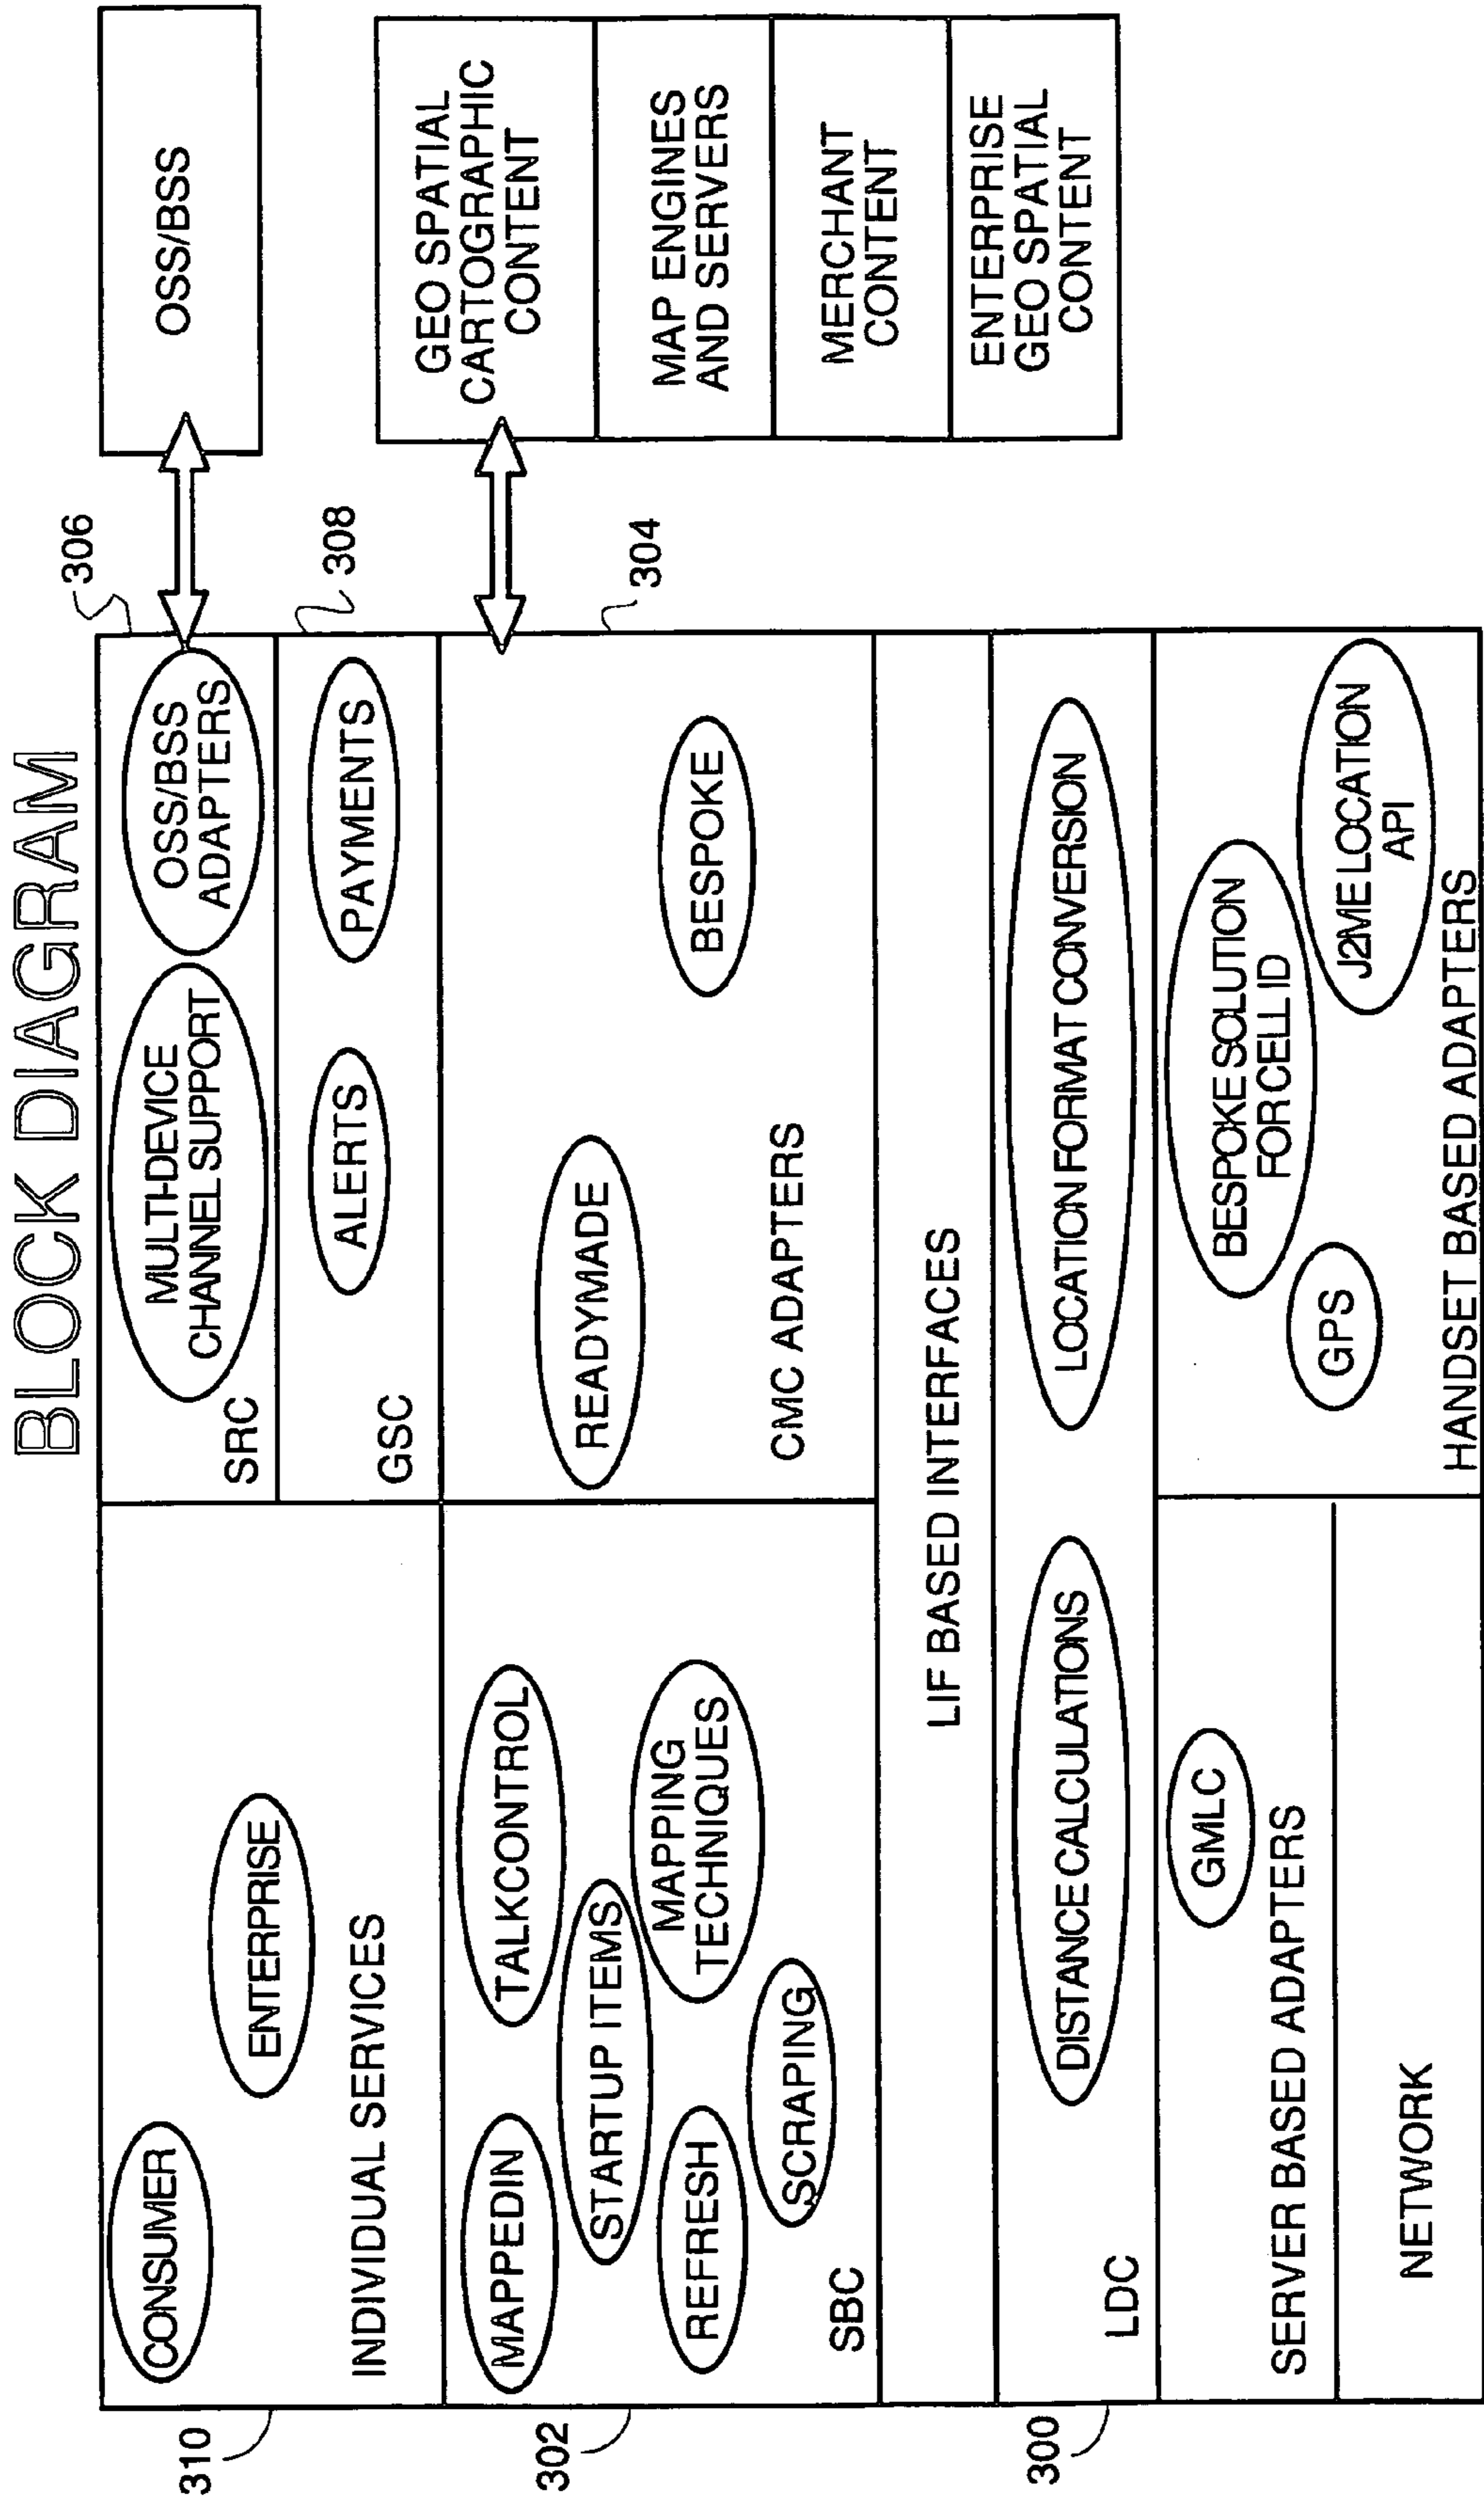 BLOCK DIAGRAM
310
CONSUMER
ENTERPRISE
INDIVIDUAL SERVICES
MULTI-DEVICE
CHANNEL SUPPORT
OSS/BSS
ADAPTERS
SRC
306
OSS/BSS
ALERTS
PAYMENTS
GSC
308
302
MAPPEDIN
TALKCONTROL
STARTUP ITEMS
REFRESH
MAPPING
TECHNIQUES
SCRAPING
SBC
READYMADE
BESPOKE
CMC ADAPTERS
304
GEO SPATIAL
CARTOGRAPHIC
CONTENT
MAP ENGINES
AND SERVERS
MERCHANT
CONTENT
ENTERPRISE
GEO SPATIAL
CONTENT
LIF BASED INTERFACES
300
DISTANCE CALCULATIONS
LOCATION FORMAT CONVERSION
LDC
GMLC
SERVER BASED ADAPTERS
NETWORK
BESPOKE SOLUTION
FOR CELL ID
GPS
J2ME LOCATION
API
HANDSET BASED ADAPTERS